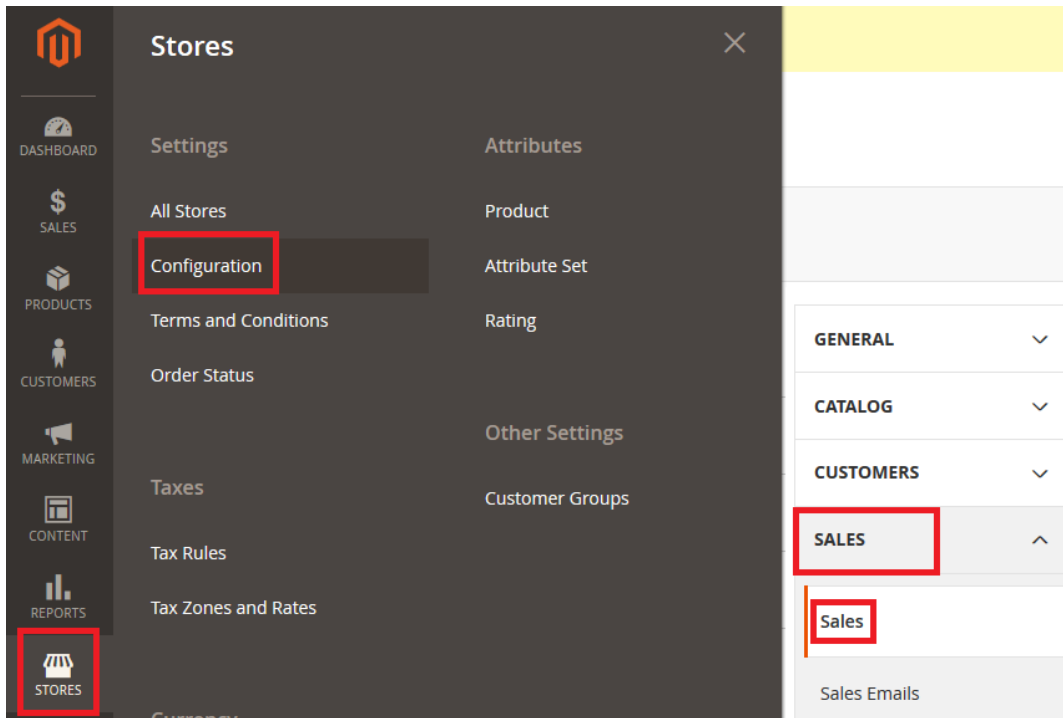 DASHBOARD
SALES
PRODUCTS
CUSTOMERS
MARKETING
CONTENT
REPORTS
STORES
Stores
Settings
All Stores
Configuration
Terms and Conditions
Order Status
Taxes
Tax Rules
Tax Zones and Rates
Currency
Attributes
Product
Attribute Set
Rating
Other Settings
Customer Groups
GENERAL
CATALOG
CUSTOMERS
SALES
Sales
Sales Emails